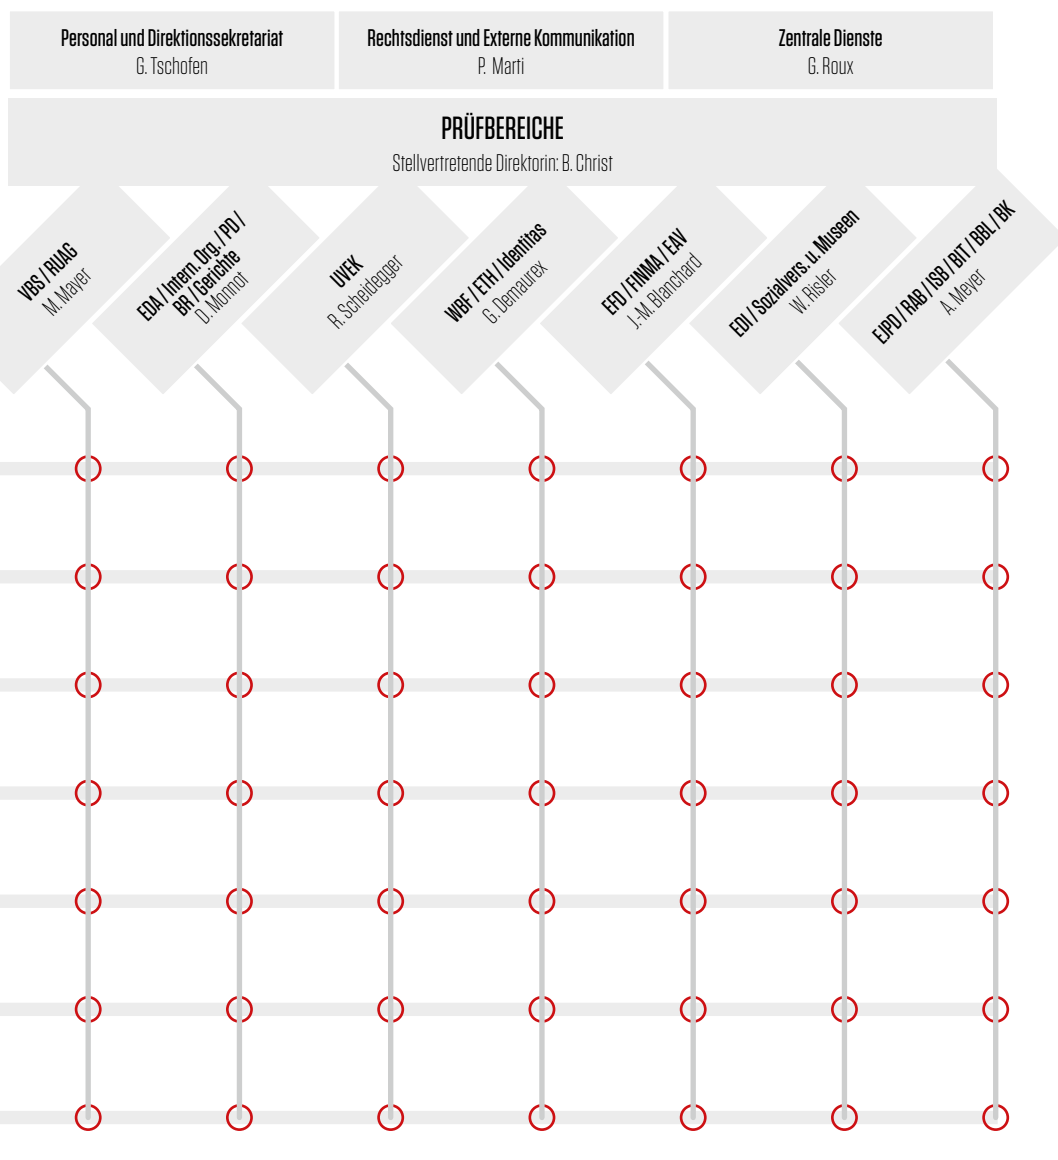 Personal und Direktionssekretariat
G. Tschofen
Rechtsdienst und Externe Kommunikation
P. Marti
Zentrale Dienste
G. Roux
PRÜFBEREICHE
Stellvertretende Direktorin: B. Christ
VBS / RUAG
M. Mayer
EDA / Intern. Org. / PD /
BR / Gerichte
D. Monnot
UVEK
R. Scheidegger
WBF / ETH / Identitas
G. Demaurex
EFD / FINMA / EAV
J.-M. Blanchard
EDI / Sozialvers. u. Museen
W. Risler
EJPD / RAB / ISB / BIT / BBL / BK
A. Meyer